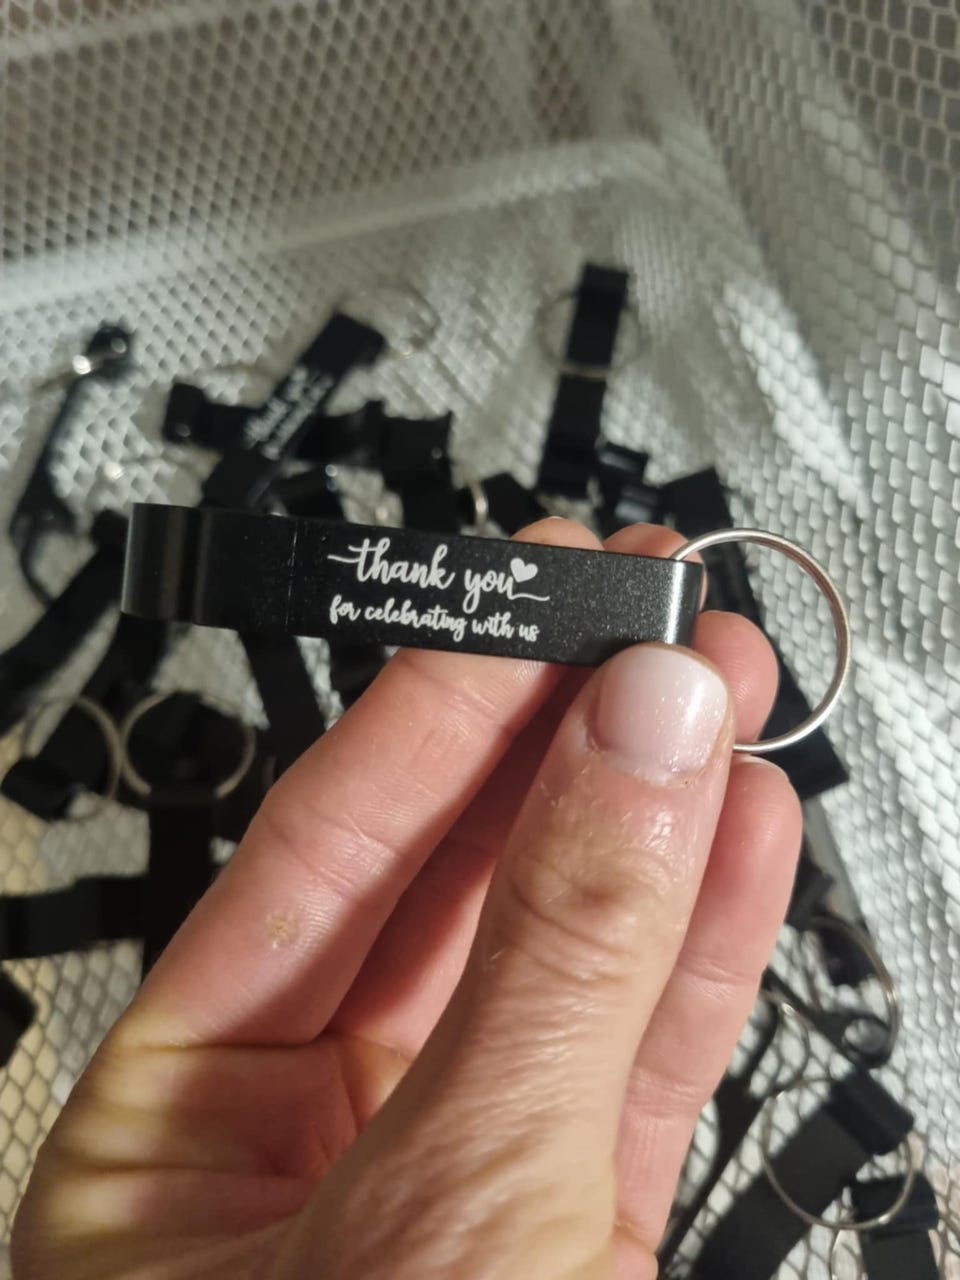 thank you
for celebrating with us